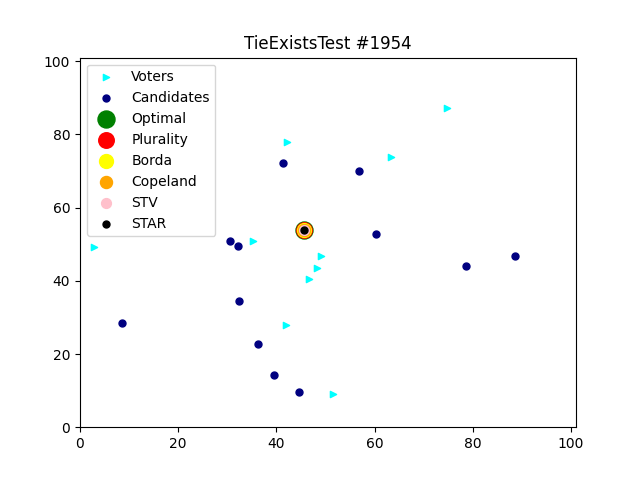 TieExistsTest #1954
100
80
60
40
20
0
Voters
Candidates
Optimal
Plurality
Borda
Copeland
STV
STAR
0 20 40 60 80 100